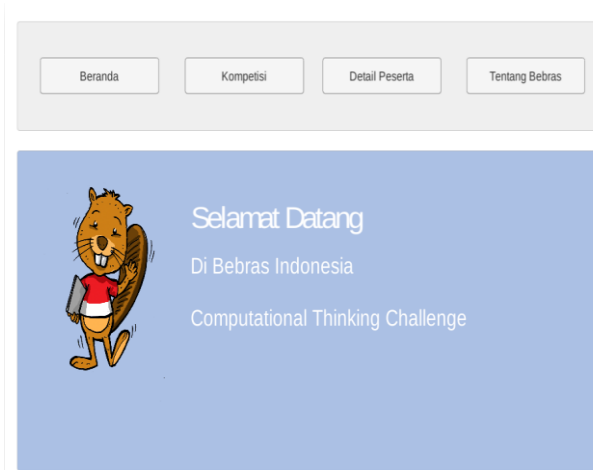 Beranda Kompetisi Detail Peserta Tentang Bebras
Selamat Datang
Di Bebras Indonesia
Computational Thinking Challenge